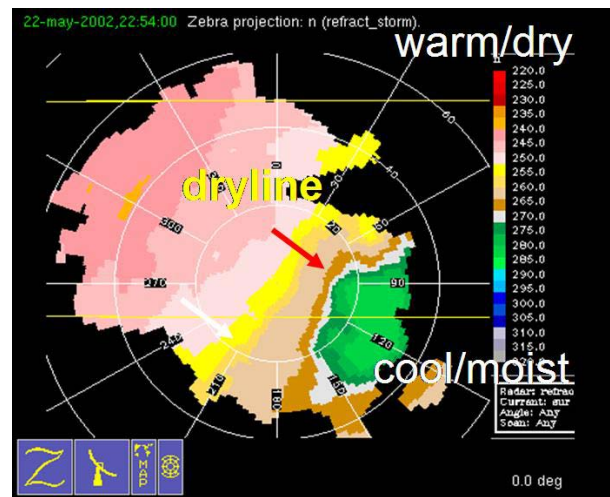 22-may-2002,22:54:00 Zebra projection: n (refract_storm).
warm/dry
n
220.0
225.0
230.0
235.0
240.0
245.0
250.0
255.0
260.0
265.0
270.0
275.0
280.0
285.0
290.0
295.0
300.0
305.0
310.0
315.0
60
40
30
0
dryline
20
60
300
270
90
240
120
210
180
150
cool/moist
Radar: refrac
Current: sur
Angle: Any
Scan: Any
Z
MAP
0.0 deg